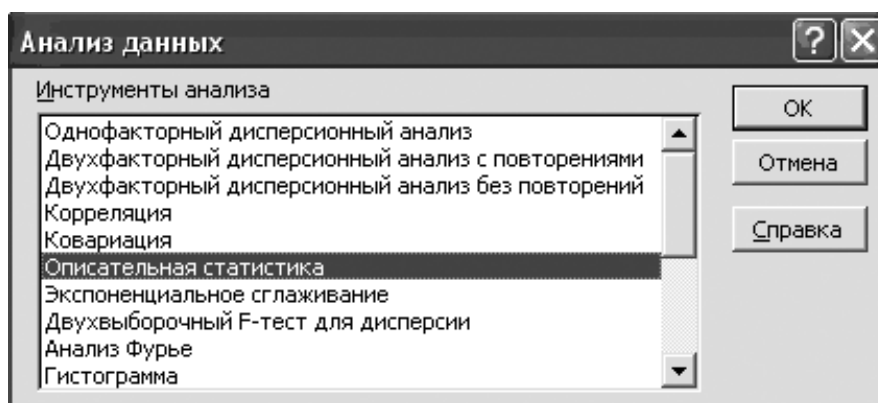 Анализ данных
Инструменты анализа
Однофакторный дисперсионный анализ
Двухфакторный дисперсионный анализ с повторениями
Двухфакторный дисперсионный анализ без повторений
Корреляция
Ковариация
Описательная статистика
Экспоненциальное сглаживание
Двухвыборочный F-тест для дисперсии
Анализ Фурье
Гистограмма
ОК
Отмена
Справка